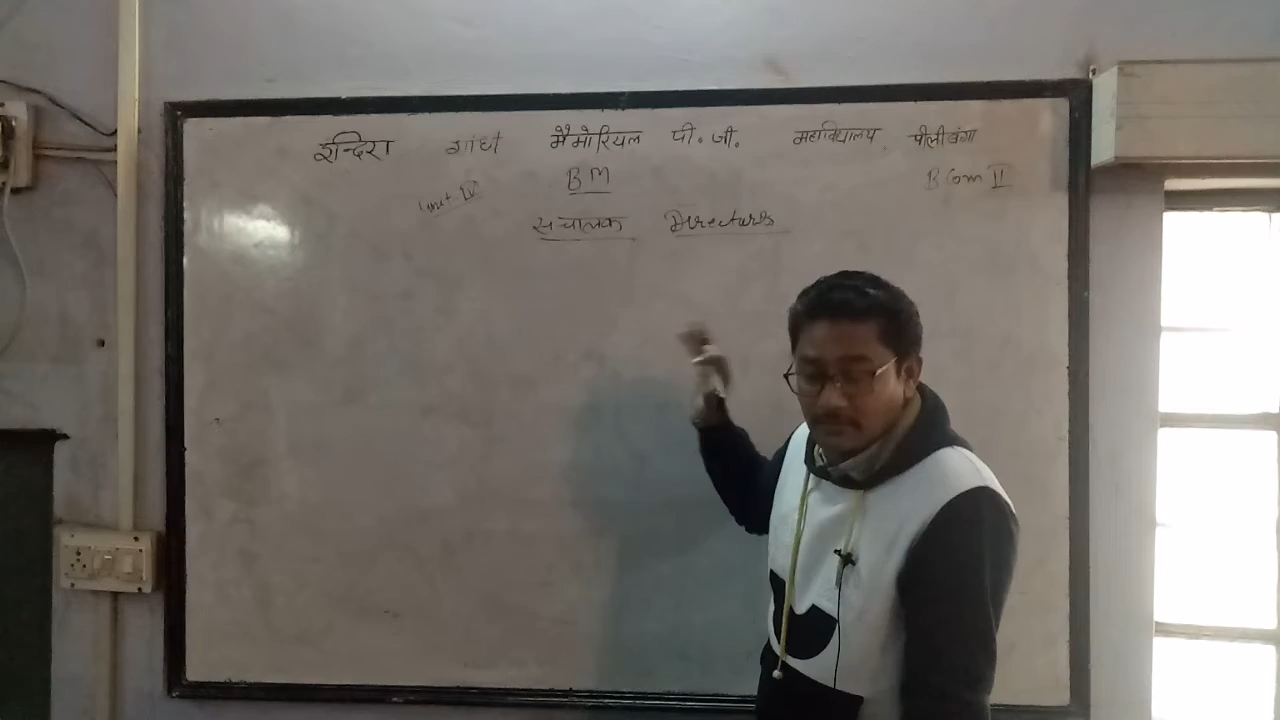 इन्दिरा गांधी मैमोरियल पी. जी. महाविद्यालय, पीलीबंगा
BM
B Com II
Unit-IV
संचालक Directors